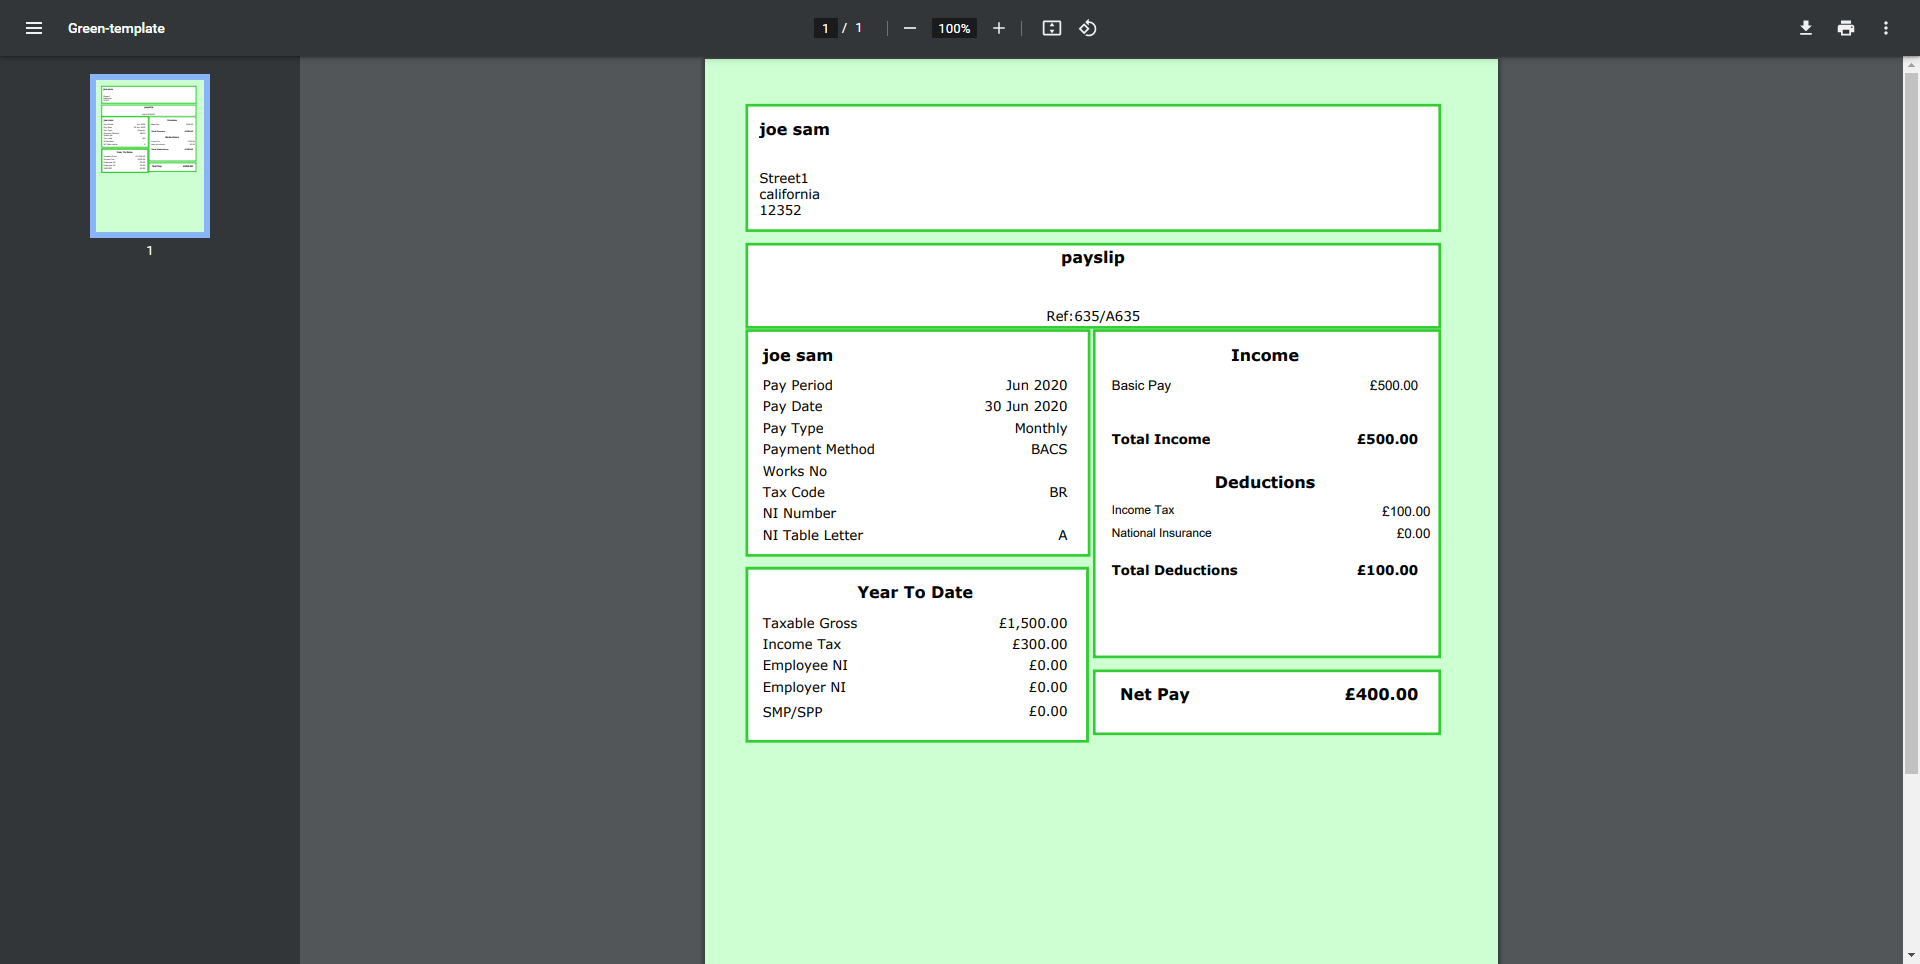 Green-template
1 / 1
100%
1
joe sam
Street1
california
12352
payslip
Ref:635/A635
joe sam
Pay Period Jun 2020
Pay Date 30 Jun 2020
Pay Type Monthly
Payment Method BACS
Works No
Tax Code BR
NI Number
NI Table Letter A
Income
Basic Pay £500.00
Total Income £500.00
Deductions
Income Tax £100.00
National Insurance £0.00
Total Deductions £100.00
Year To Date
Taxable Gross £1,500.00
Income Tax £300.00
Employee NI £0.00
Employer NI £0.00
SMP/SPP £0.00
Net Pay £400.00